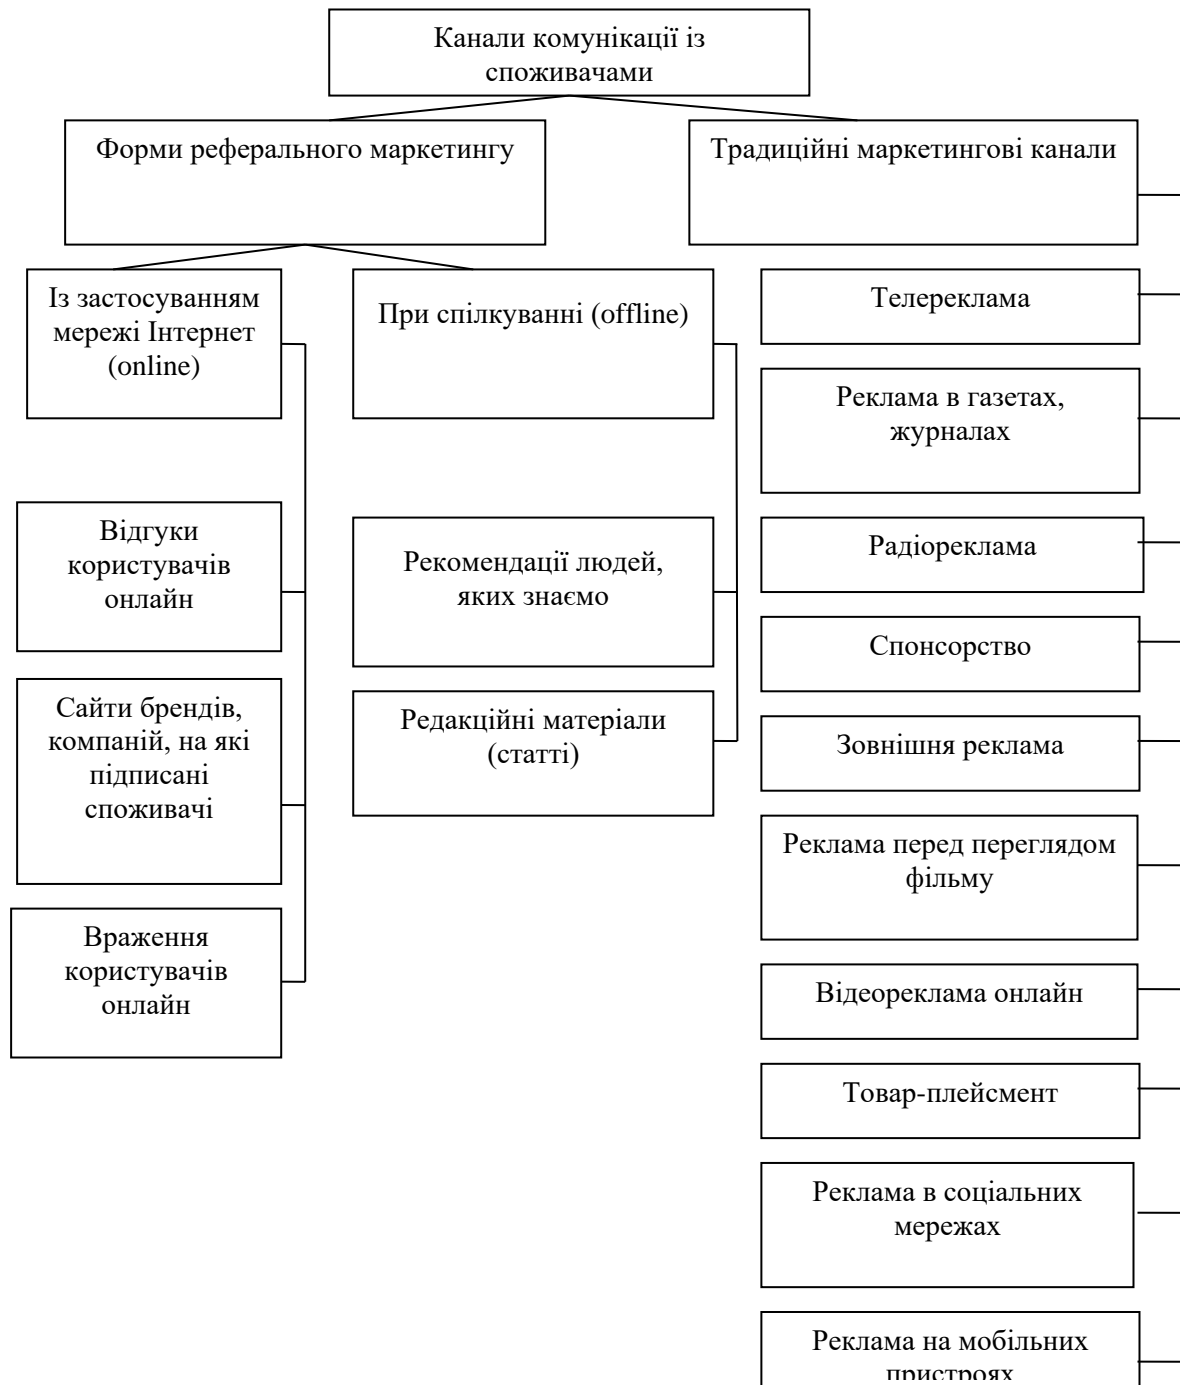 Канали комунікації із
споживачами
Форми реферального маркетингу
Традиційні маркетингові канали
Із застосуванням
мережі Інтернет
(online)
При спілкуванні (offline)
Відгуки
користувачів
онлайн
Рекомендації людей,
яких знаємо
Сайти брендів,
компаній, на які
підписані
споживачі
Редакційні матеріали
(статті)
Враження
користувачів
онлайн
Телереклама
Реклама в газетах,
журналах
Радіореклама
Спонсорство
Зовнішня реклама
Реклама перед переглядом
фільму
Відеореклама онлайн
Товар-плейсмент
Реклама в соціальних
мережах
Реклама на мобільних
пристроях